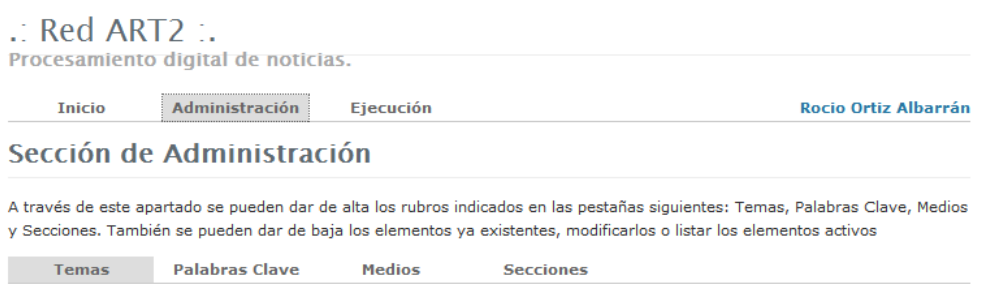 .: Red ART2 :.
Procesamiento digital de noticias.
Inicio Administración Ejecución Rocio Ortiz Albarrán
Sección de Administración
A través de este apartado se pueden dar de alta los rubros indicados en las pestañas siguientes: Temas, Palabras Clave, Medios
y Secciones. También se pueden dar de baja los elementos ya existentes, modificarlos o listar los elementos activos
Temas Palabras Clave Medios Secciones